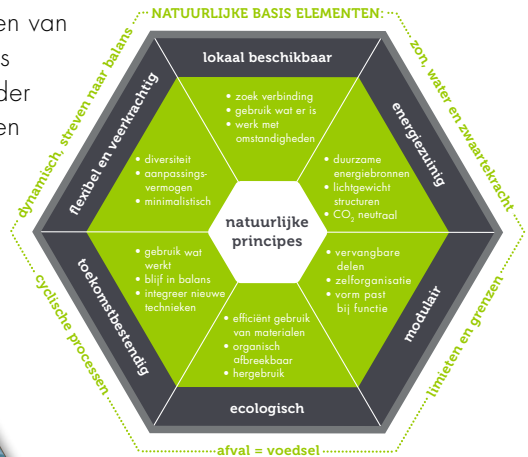 en van
s
der
en
NATUURLIJKE BASIS ELEMENTEN:
zon, water en zwaartekracht
limieten en grenzen
afval = voedsel
cyclische processen
dynamisch, streven naar balans
lokaal beschikbaar
• zoek verbinding
• gebruik wat er is
• werk met
omstandigheden
energiezuinig
• duurzame
energiebronnen
• lichtgewicht
structuren
• CO₂ neutraal
modulair
• vervangbare
delen
• zelforganisatie
• vorm past
bij functie
ecologisch
• efficiënt gebruik
van materialen
• organisch
afbreekbaar
• hergebruik
toekomstbestendig
• gebruik wat
werkt
• blijf in balans
• integreer nieuwe
technieken
flexibel en veerkrachtig
• diversiteit
• aanpassings-
vermogen
• minimalistisch
natuurlijke
principes